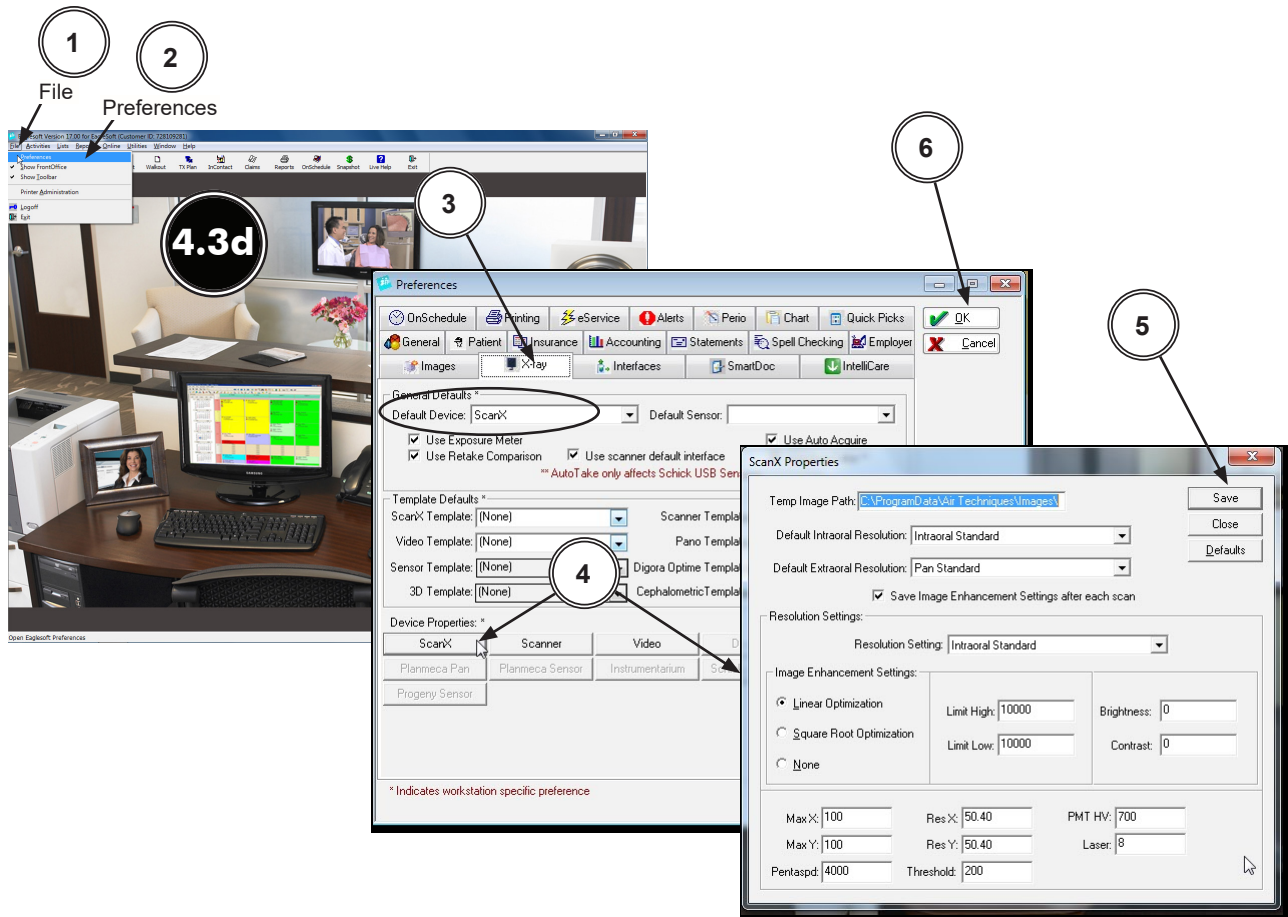 1
2
File
Preferences
Eaglesoft Version 17.00 for EagleSoft (Customer ID: 728109281)
File Activities Lists Online Utilities Window Help
Preferences
Show FrontOffice
Show Toolbar
Printer Administration
Logoff
Exit
Walkout TX Plan InContact Claims Reports OnSchedule Snapshot Live Help Exit
4.3d
SAMSUNG
Open Eaglesoft Preferences
3
6
5
4
Preferences
OnSchedule Printing eService Alerts Perio Chart Quick Picks
General Patient Insurance Accounting Statements Spell Checking Employer
Images X-ray Interfaces SmartDoc IntelliCare
OK
Cancel
General Defaults *
Default Device: ScanX Default Sensor:
Use Exposure Meter Use Auto Acquire
Use Retake Comparison Use scanner default interface
** AutoTake only affects Schick USB
Template Defaults *
ScanX Template: (None) Scanner
Video Template: (None) Pano
Sensor Template: (None) Digora Optime
3D Template: (None) Cephalometric
Device Properties: *
ScanX Scanner Video
Planmeca Pan Planmeca Sensor Instrumentarium
Progeny Sensor
* Indicates workstation specific preference
ScanX Properties
Temp Image Path: C:\ProgramData\Air Techniques\Images\
Save
Close
Defaults
Default Intraoral Resolution: Intraoral Standard
Default Extraoral Resolution: Pan Standard
Save Image Enhancement Settings after each scan
Resolution Settings:
Resolution Setting: Intraoral Standard
Image Enhancement Settings:
Linear Optimization
Square Root Optimization
None
Limit High: 10000
Limit Low: 10000
Brightness: 0
Contrast: 0
Max X: 100 Res X: 50.40 PMT HV: 700
Max Y: 100 Res Y: 50.40 Laser: 8
Pentaspd: 4000 Threshold: 200